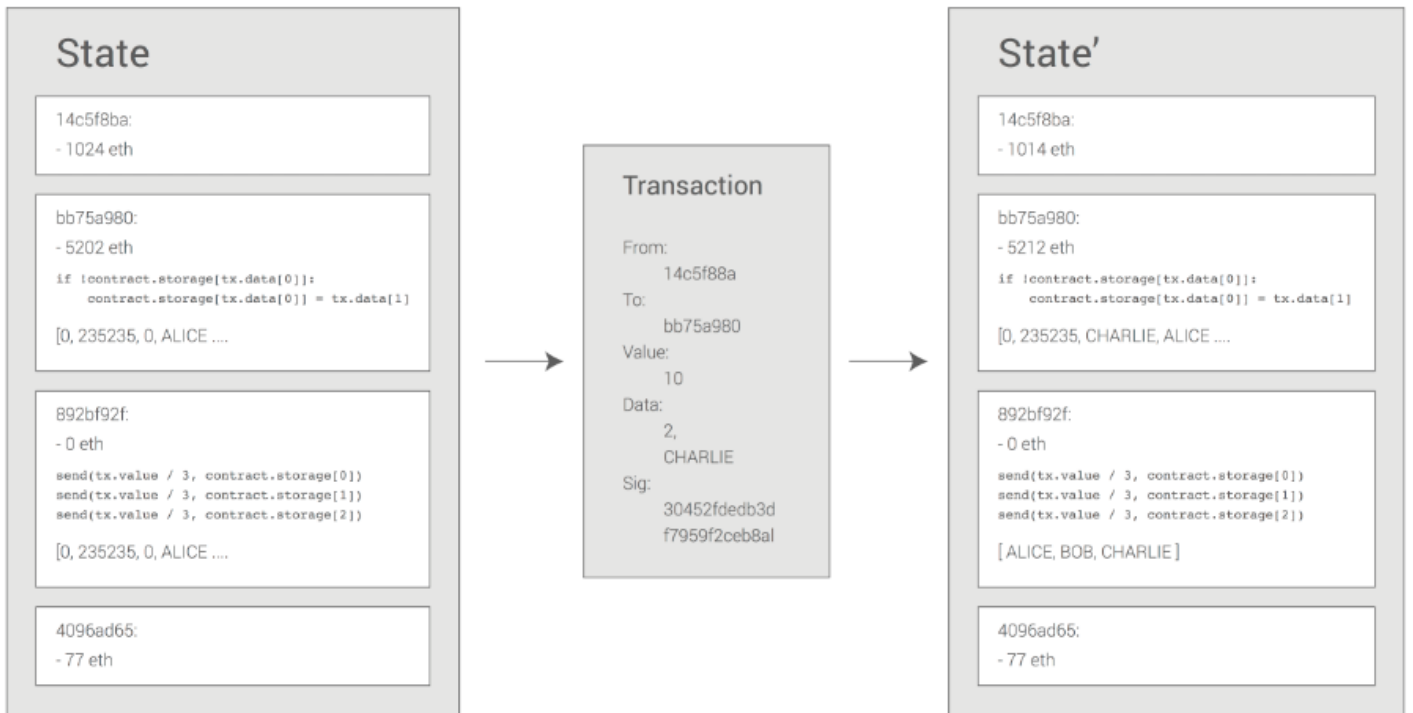 State
14c5f8ba:
- 1024 eth
bb75a980:
- 5202 eth
if !contract.storage[tx.data[0]]:
contract.storage[tx.data[0]] = tx.data[1]
[0, 235235, 0, ALICE ....
892bf92f:
- 0 eth
send(tx.value / 3, contract.storage[0])
send(tx.value / 3, contract.storage[1])
send(tx.value / 3, contract.storage[2])
[0, 235235, 0, ALICE ....
4096ad65:
- 77 eth
Transaction
From:
14c5f88a
To:
bb75a980
Value:
10
Data:
2,
CHARLIE
Sig:
30452fdedb3d
f7959f2ceb8al
State’
14c5f8ba:
- 1014 eth
bb75a980:
- 5212 eth
if !contract.storage[tx.data[0]]:
contract.storage[tx.data[0]] = tx.data[1]
[0, 235235, CHARLIE, ALICE ....
892bf92f:
- 0 eth
send(tx.value / 3, contract.storage[0])
send(tx.value / 3, contract.storage[1])
send(tx.value / 3, contract.storage[2])
[ ALICE, BOB, CHARLIE ]
4096ad65:
- 77 eth